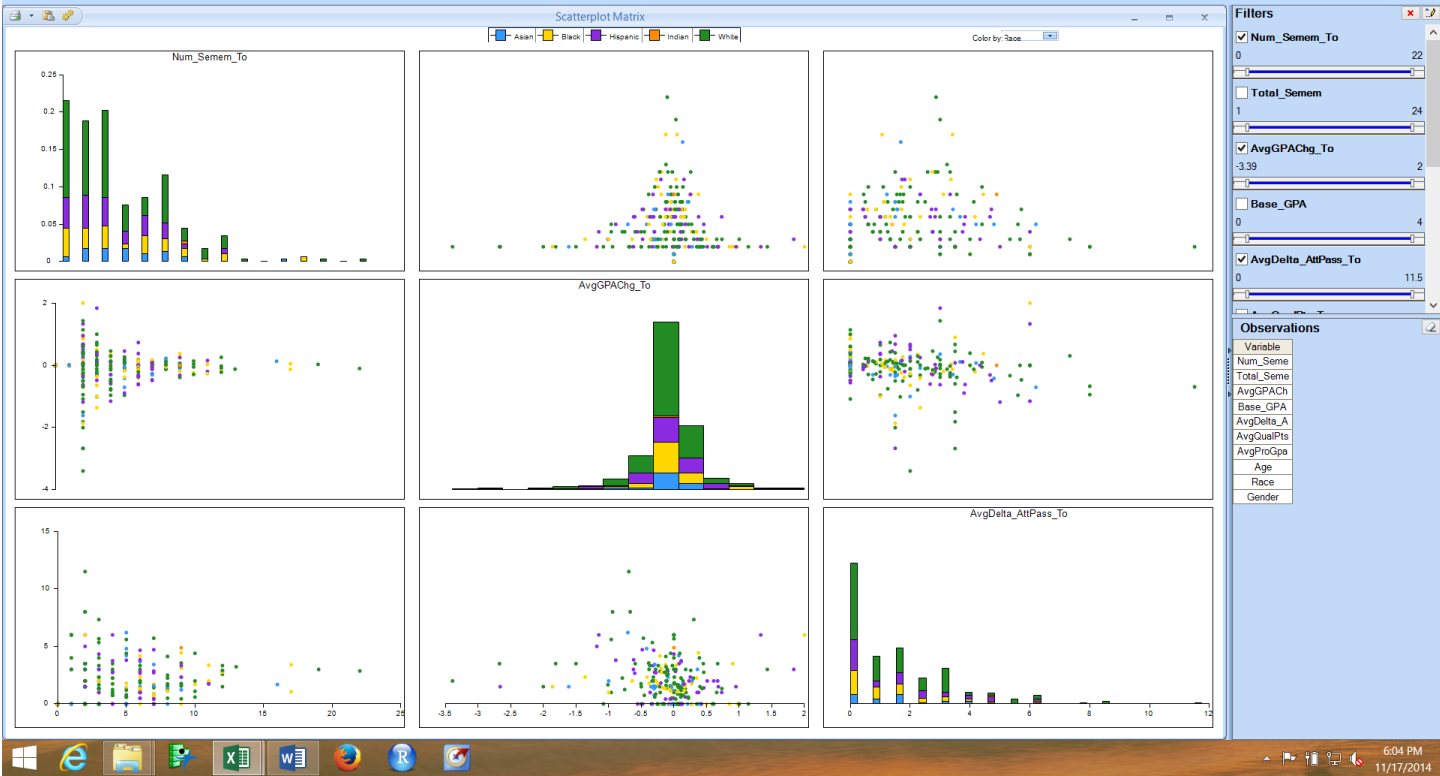 Scatterplot Matrix
Asian Black Hispanic Indian White
Color by: Race
Num_Semem_To
0.25
0.2
0.15
0.1
0.05
0
2
0
-2
-4
AvgGPAChg_To
15
10
5
0
0 5 10 15 20 25
-3.5 -3 -2.5 -2 -1.5 -1 -0.5 0 0.5 1 1.5 2
AvgDelta_AttPass_To
0 2 4 6 8 10 12
Filters
Num_Semem_To
0 22
Total_Semem
1 24
AvgGPAChg_To
-3.39 2
Base_GPA
0 4
AvgDelta_AttPass_To
0 11.5
Observations
Variable
Num_Seme
Total_Seme
AvgGPACh
Base_GPA
AvgDelta_A
AvgQualPts
AvgProGpa
Age
Race
Gender
6:04 PM
11/17/2014